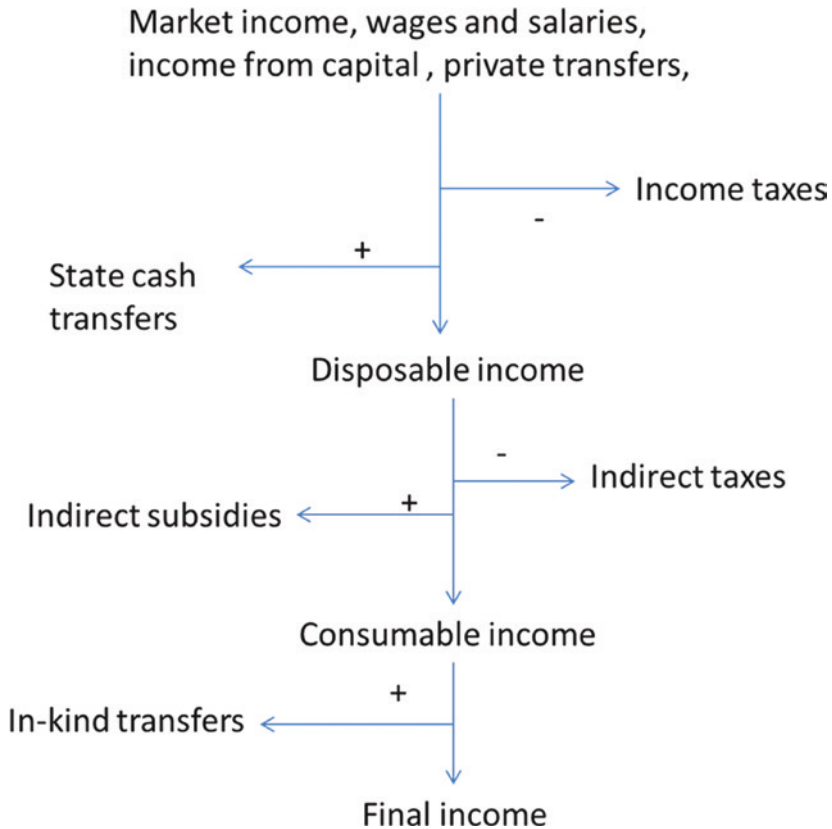 Market income, wages and salaries,
income from capital , private transfers,
Income taxes
-
+
State cash
transfers
Disposable income
-
Indirect taxes
+
Indirect subsidies
Consumable income
+
In-kind transfers
Final income